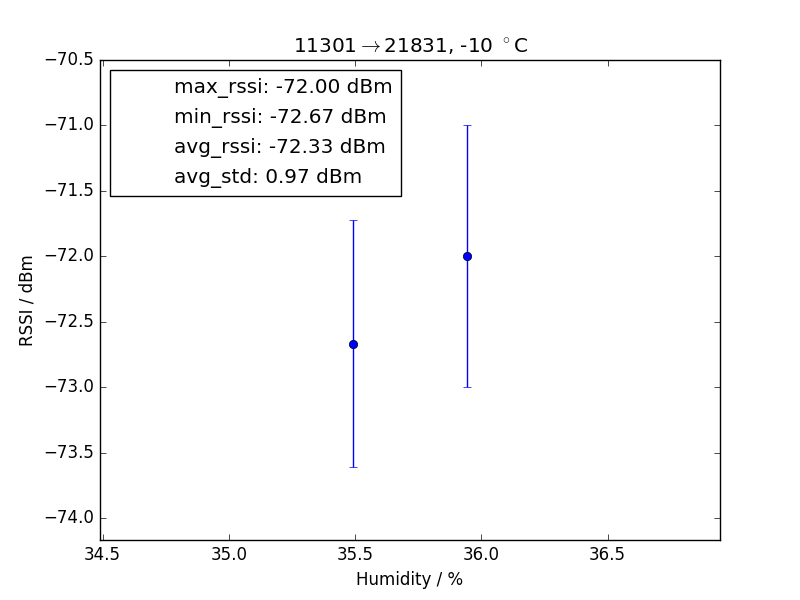 11301→21831, -10 °C
max_rssi: -72.00 dBm
min_rssi: -72.67 dBm
avg_rssi: -72.33 dBm
avg_std: 0.97 dBm
−70.5
−71.0
−71.5
−72.0
−72.5
−73.0
−73.5
−74.0
RSSI / dBm
34.5 35.0 35.5 36.0 36.5
Humidity / %